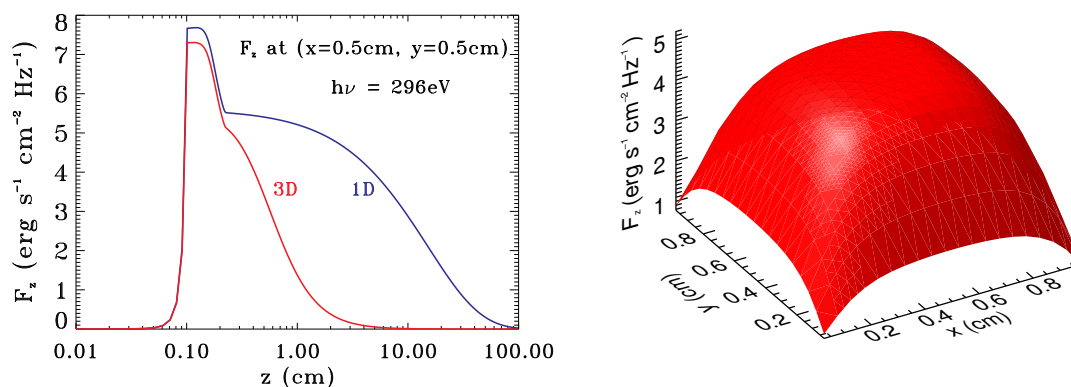 F_z at (x=0.5cm, y=0.5cm)
hν = 296eV
3D
1D
F_z (erg s⁻¹ cm⁻² Hz⁻¹)
8
7
6
5
4
3
2
1
0
0.01 0.10 1.00 10.00 100.00
z (cm)
F_z (erg s⁻¹ cm⁻² Hz⁻¹)
5
4
3
2
1
0.8
0.6
0.4
0.2
y (cm)
0.2 0.4 0.6 0.8
x (cm)